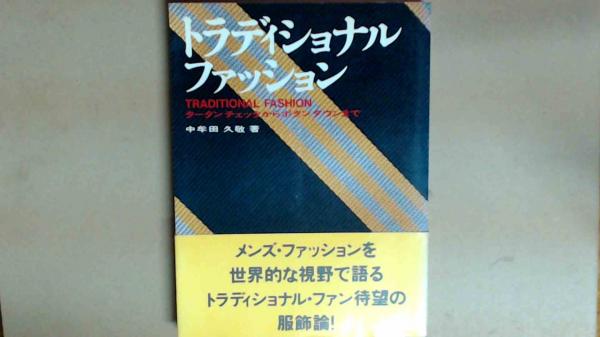 トラディショナル
ファッション
TRADITIONAL FASHION
タータンチェックからボタンダウンまで
中牟田 久敬 著
メンズ・ファッションを
世界的な視野で語る
トラディショナル・ファン待望の
服飾論!